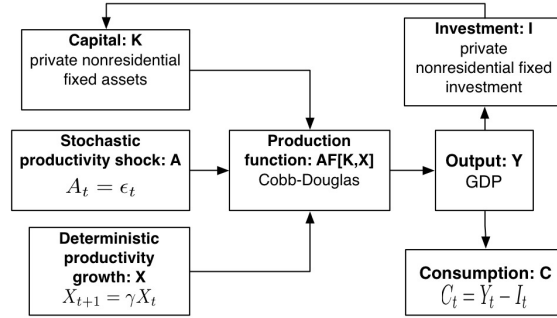 Capital: K
private nonresidential
fixed assets
Investment: I
private
nonresidential fixed
investment
Stochastic
productivity shock: A
A_t = ϵ_t
Production
function: AF[K,X]
Cobb-Douglas
Output: Y
GDP
Deterministic
productivity
growth: X
X_{t+1} = γX_t
Consumption: C
C_t = Y_t − I_t